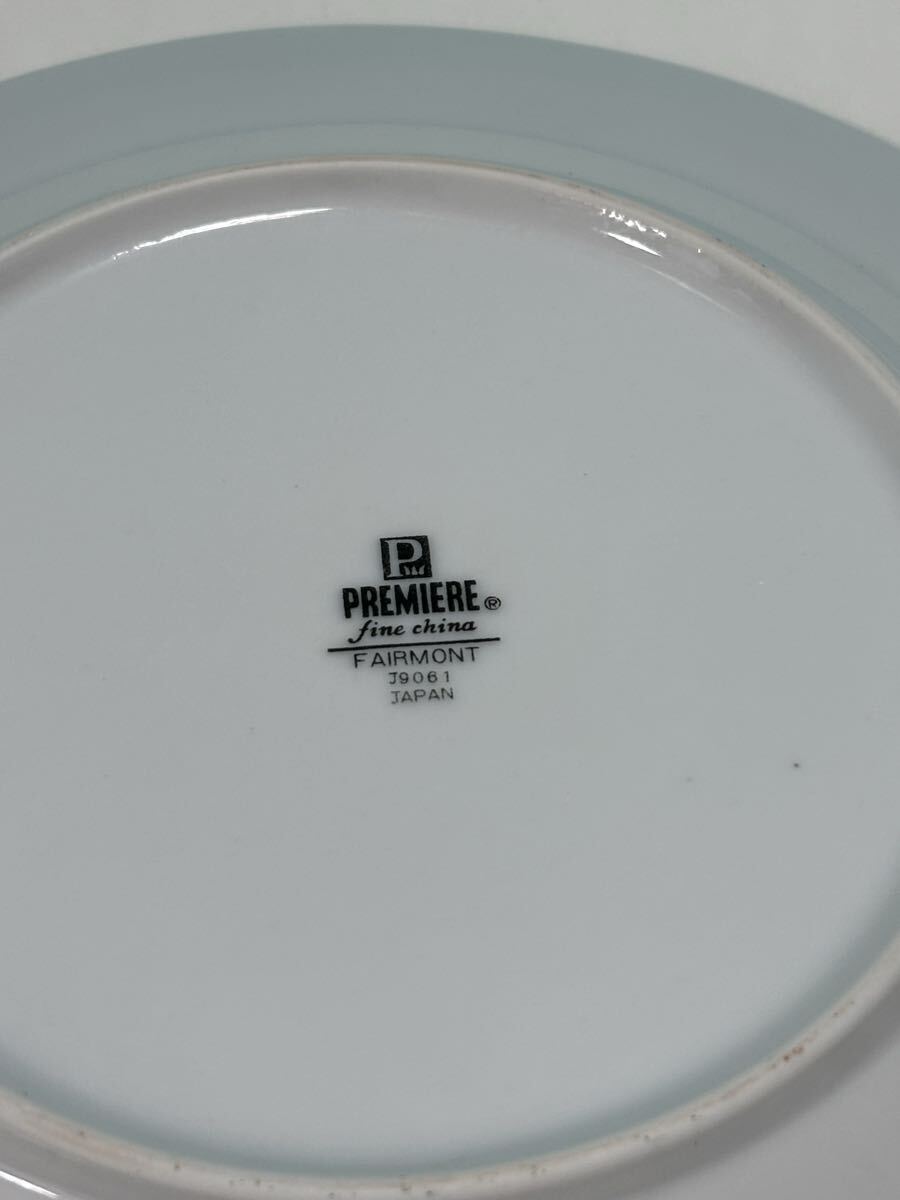 P
PREMIERE®
fine china
FAIRMONT
J9061
JAPAN